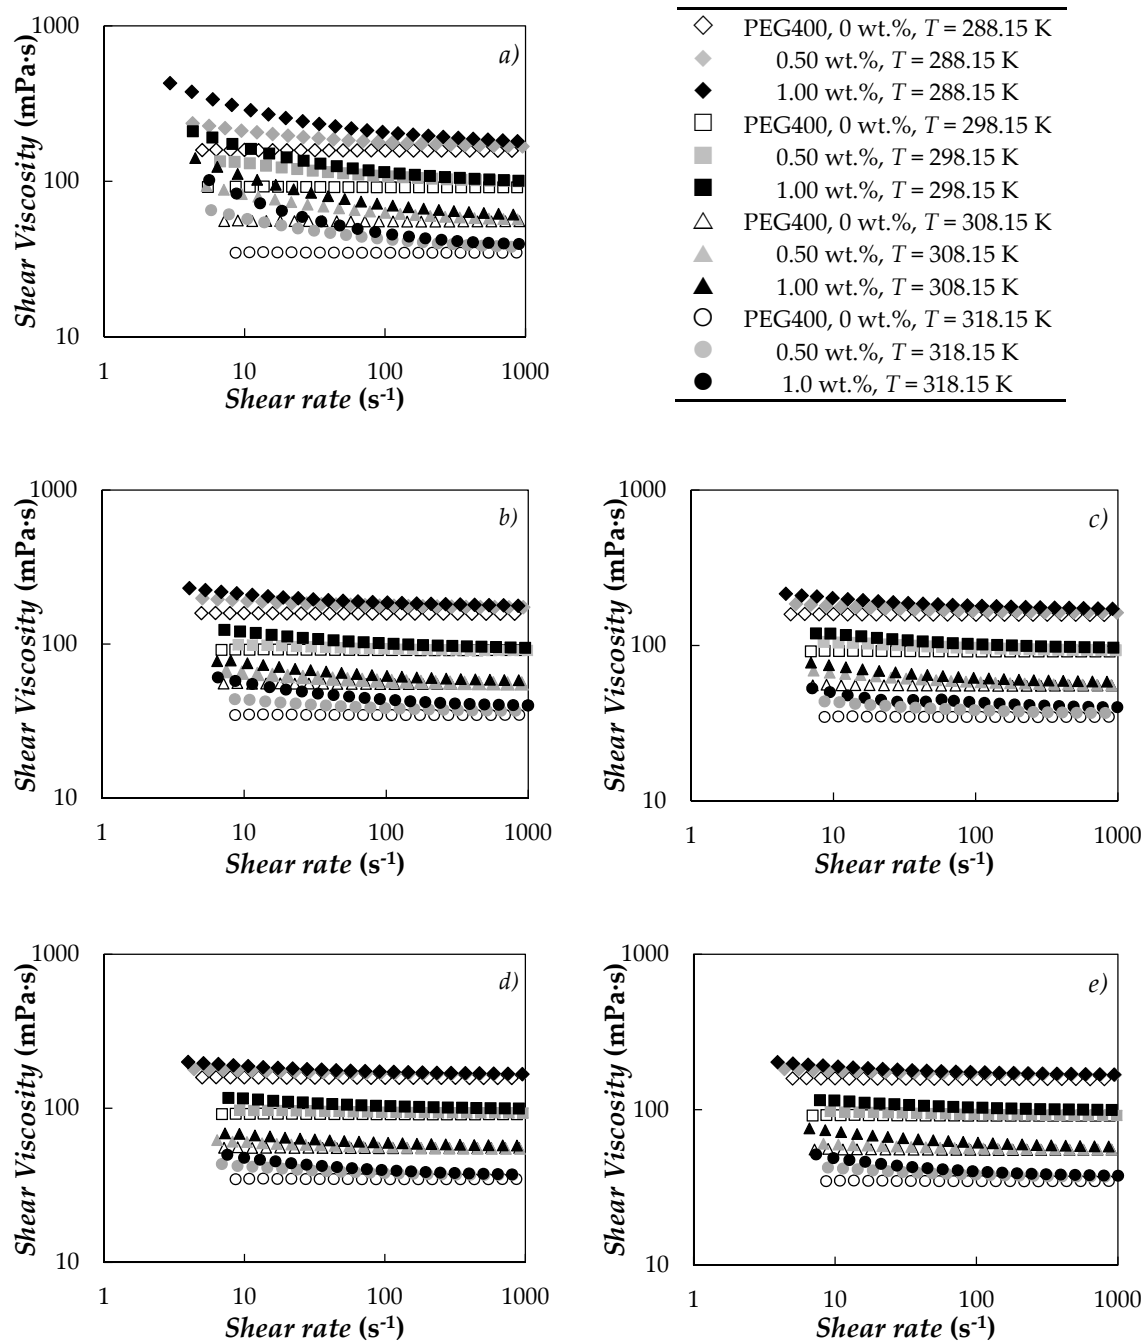 1000
100
10
1
10
100
1000
Shear Viscosity (mPa·s)
Shear rate (s⁻¹)
a)
PEG400, 0 wt.%, T = 288.15 K
0.50 wt.%, T = 288.15 K
1.00 wt.%, T = 288.15 K
PEG400, 0 wt.%, T = 298.15 K
0.50 wt.%, T = 298.15 K
1.00 wt.%, T = 298.15 K
PEG400, 0 wt.%, T = 308.15 K
0.50 wt.%, T = 308.15 K
1.00 wt.%, T = 308.15 K
PEG400, 0 wt.%, T = 318.15 K
0.50 wt.%, T = 318.15 K
1.0 wt.%, T = 318.15 K
1000
100
10
1
10
100
1000
Shear Viscosity (mPa·s)
Shear rate (s⁻¹)
b)
1000
100
10
1
10
100
1000
Shear Viscosity (mPa·s)
Shear rate (s⁻¹)
c)
1000
100
10
1
10
100
1000
Shear Viscosity (mPa·s)
Shear rate (s⁻¹)
d)
1000
100
10
1
10
100
1000
Shear Viscosity (mPa·s)
Shear rate (s⁻¹)
e)